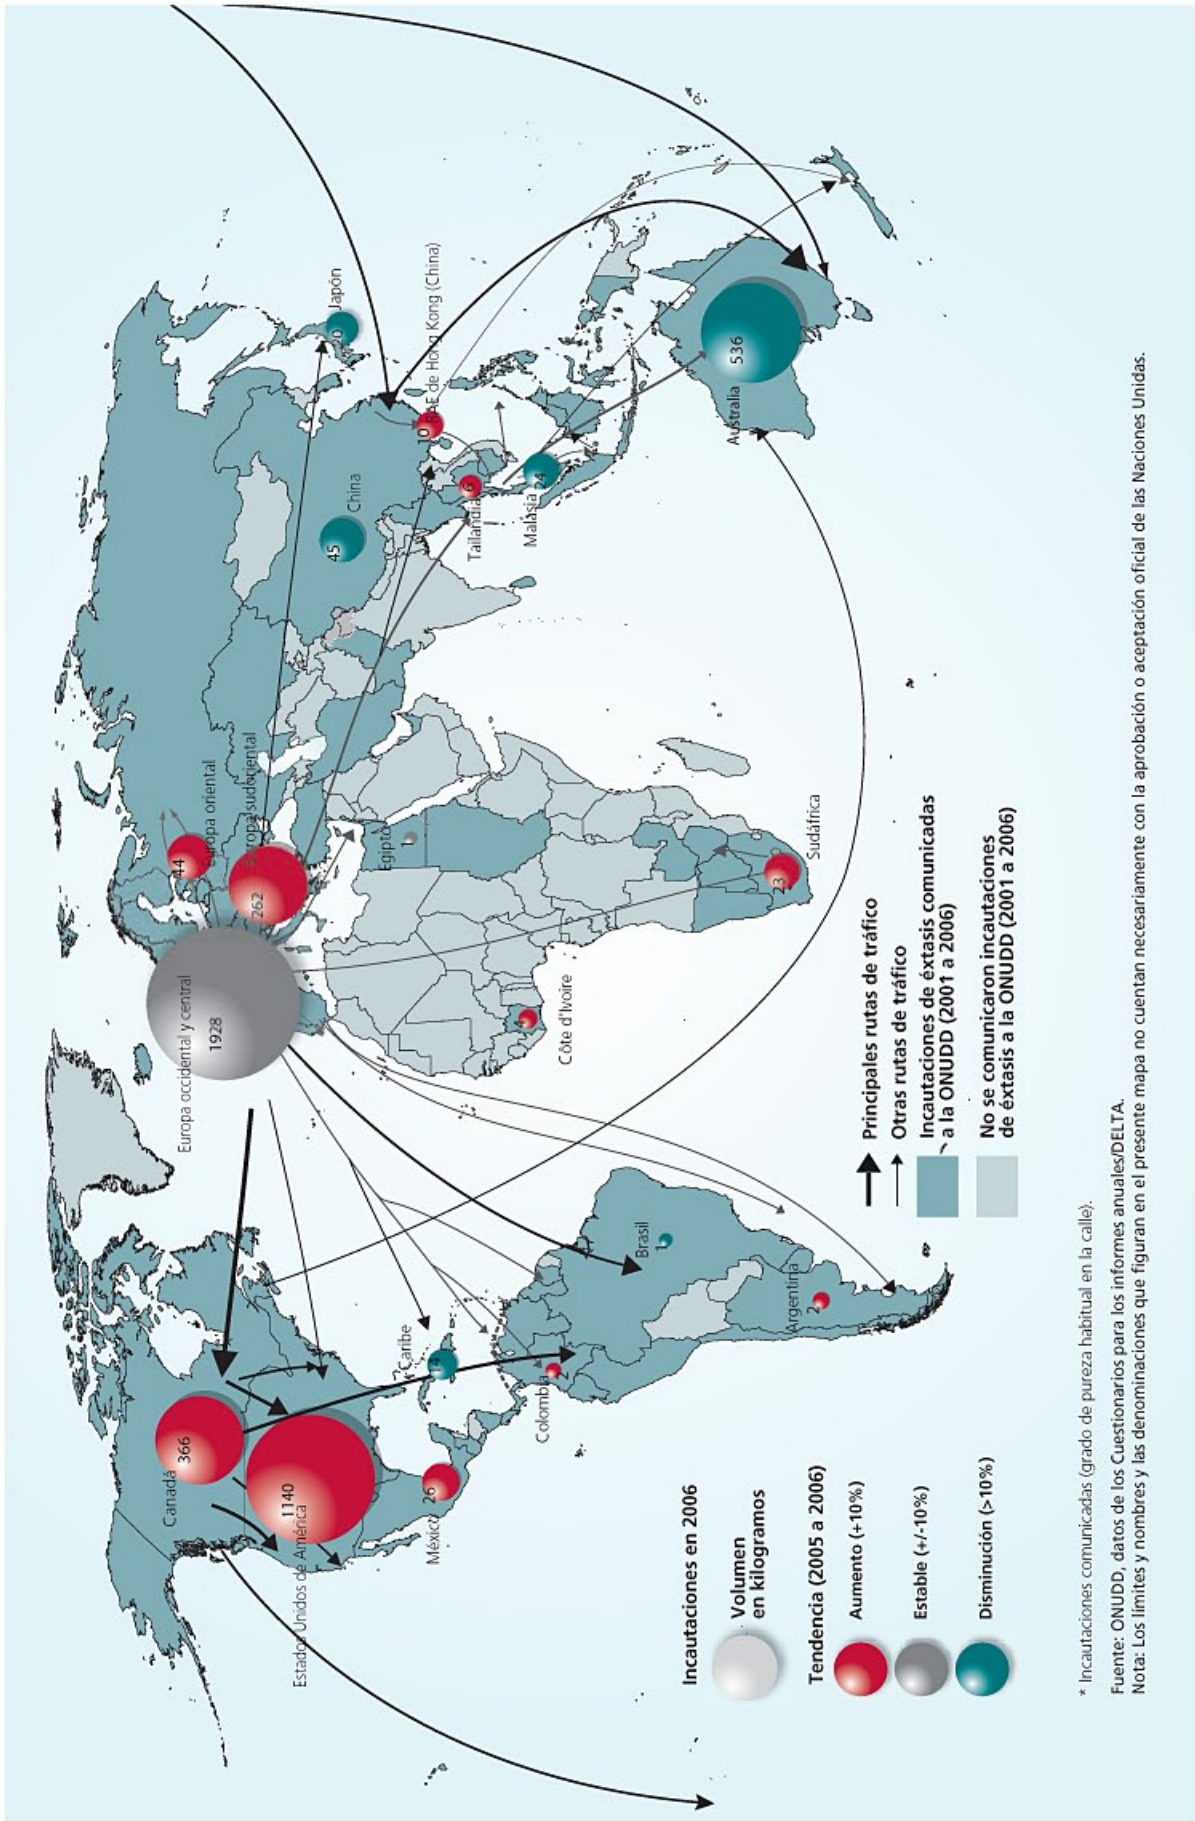 Canadá
366
Estados Unidos de América
1140
México
26
Caribe
14
Colombia
2
Brasil
1
Argentina
2
Europa occidental y central
1928
Europa oriental
44
Europa sudoriental
262
Egipto
1
Côte d'Ivoire
4
Sudáfrica
23
China
45
Japón
RAE de Hong Kong (China)
10
Tailandia
6
Malasia
Australia
536
Incautaciones en 2006
Volumen
en kilogramos
Tendencia (2005 a 2006)
Aumento (+10%)
Estable (+/-10%)
Disminución (>10%)
Principales rutas de tráfico
Otras rutas de tráfico
Incautaciones de éxtasis comunicadas
a la ONUDD (2001 a 2006)
No se comunicaron incautaciones
de éxtasis a la ONUDD (2001 a 2006)
* Incautaciones comunicadas (grado de pureza habitual en la calle).
Fuente: ONUDD, datos de los Cuestionarios para los informes anuales/DELTA.
Nota: Los límites y nombres y las denominaciones que figuran en el presente mapa no cuentan necesariamente con la aprobación o aceptación oficial de las Naciones Unidas.